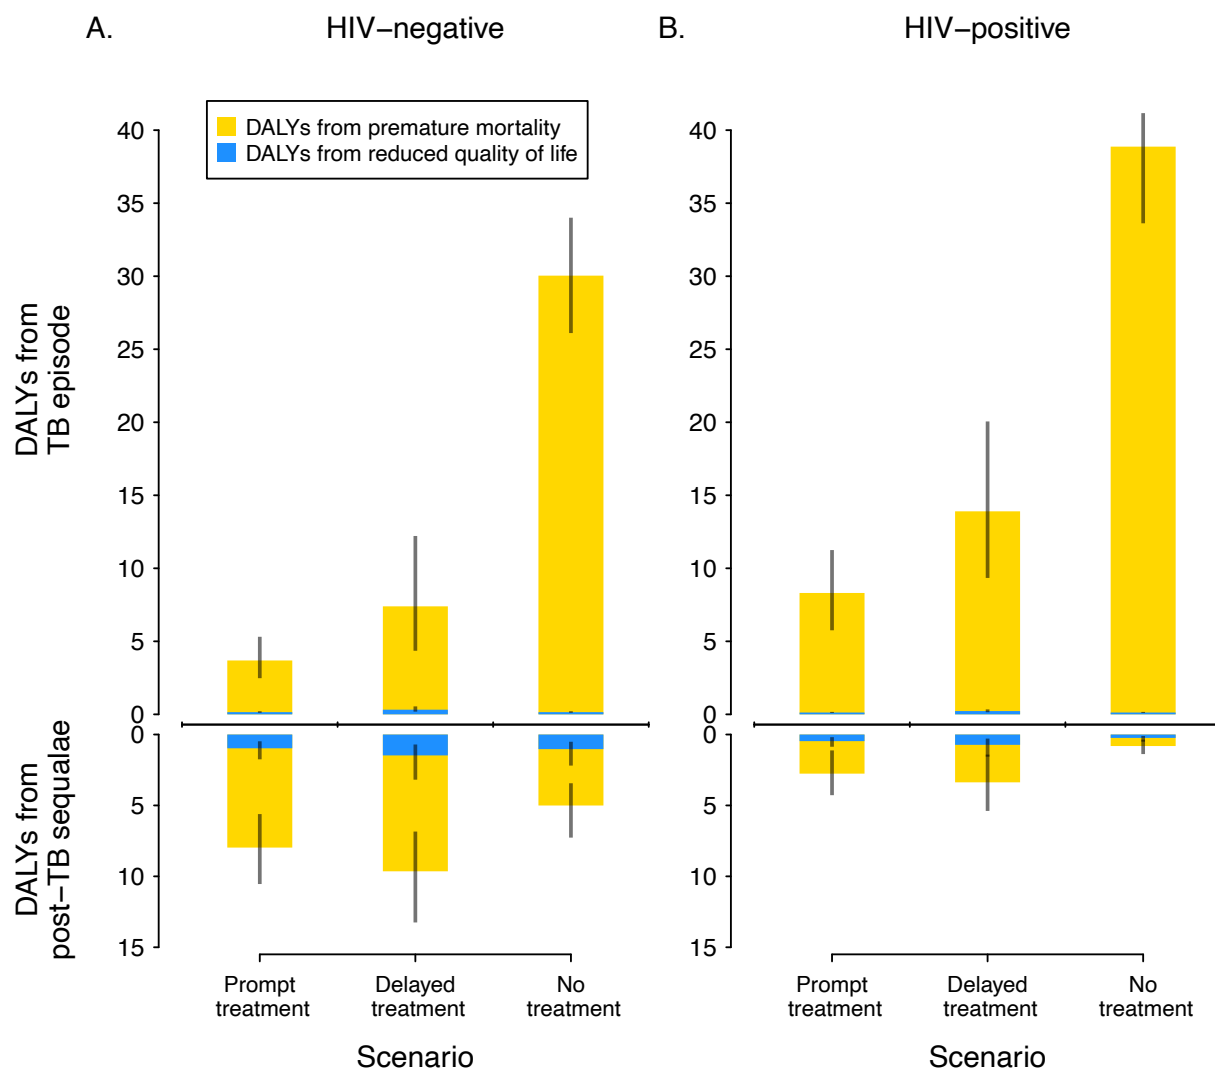 A.
HIV−negative
DALYs from premature mortality
DALYs from reduced quality of life
DALYs from
TB episode
40
35
30
25
20
15
10
5
0
DALYs from
post−TB sequalae
0
5
10
15
Prompt
treatment
Delayed
treatment
No
treatment
Scenario
B.
HIV−positive
40
35
30
25
20
15
10
5
0
0
5
10
15
Prompt
treatment
Delayed
treatment
No
treatment
Scenario